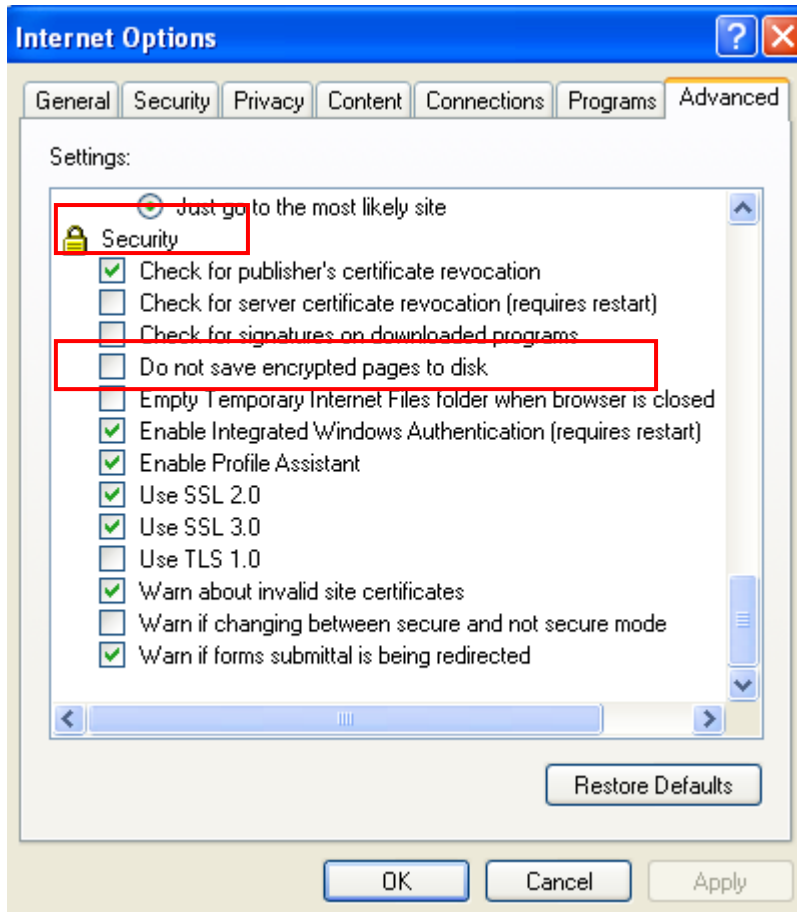 Internet Options
General Security Privacy Content Connections Programs Advanced
Settings:
Just go to the most likely site
Security
Check for publisher's certificate revocation
Check for server certificate revocation (requires restart)
Check for signatures on downloaded programs
Do not save encrypted pages to disk
Empty Temporary Internet Files folder when browser is closed
Enable Integrated Windows Authentication (requires restart)
Enable Profile Assistant
Use SSL 2.0
Use SSL 3.0
Use TLS 1.0
Warn about invalid site certificates
Warn if changing between secure and not secure mode
Warn if forms submittal is being redirected
Restore Defaults
OK Cancel Apply